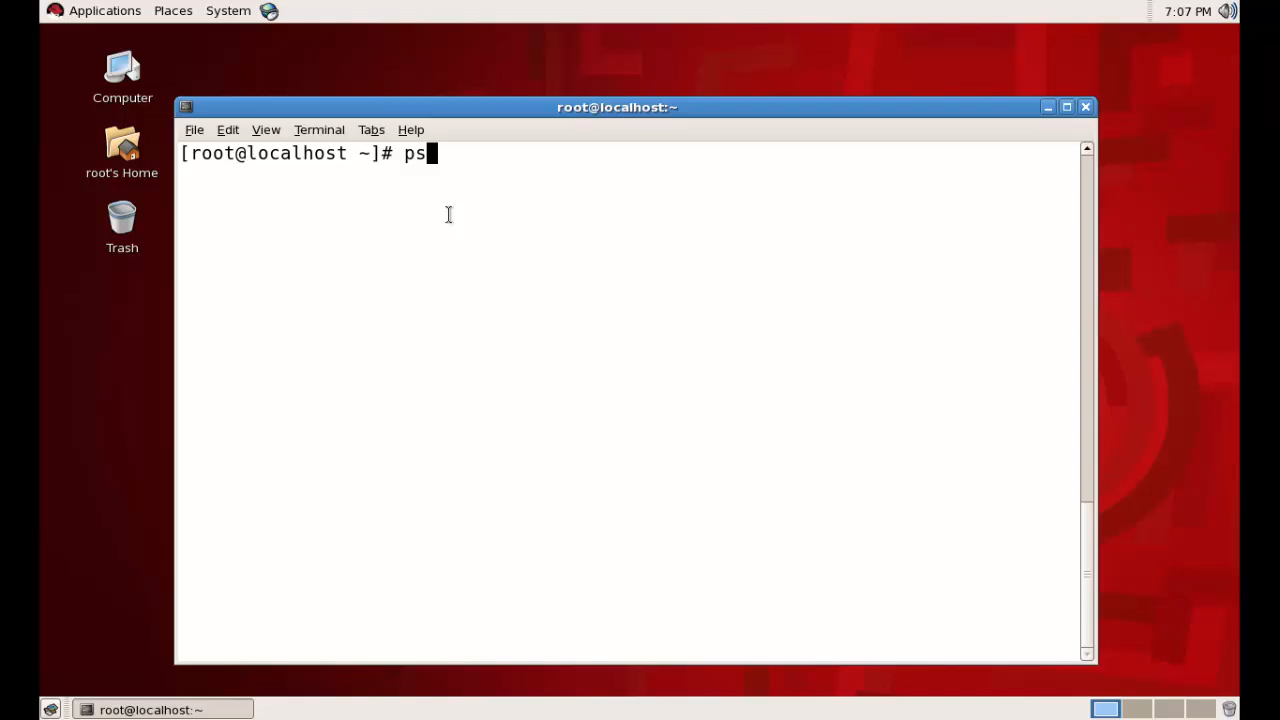 Applications Places System
7:07 PM
Computer
root's Home
Trash
root@localhost:~
File Edit View Terminal Tabs Help
[root@localhost ~]# ps
root@localhost:~